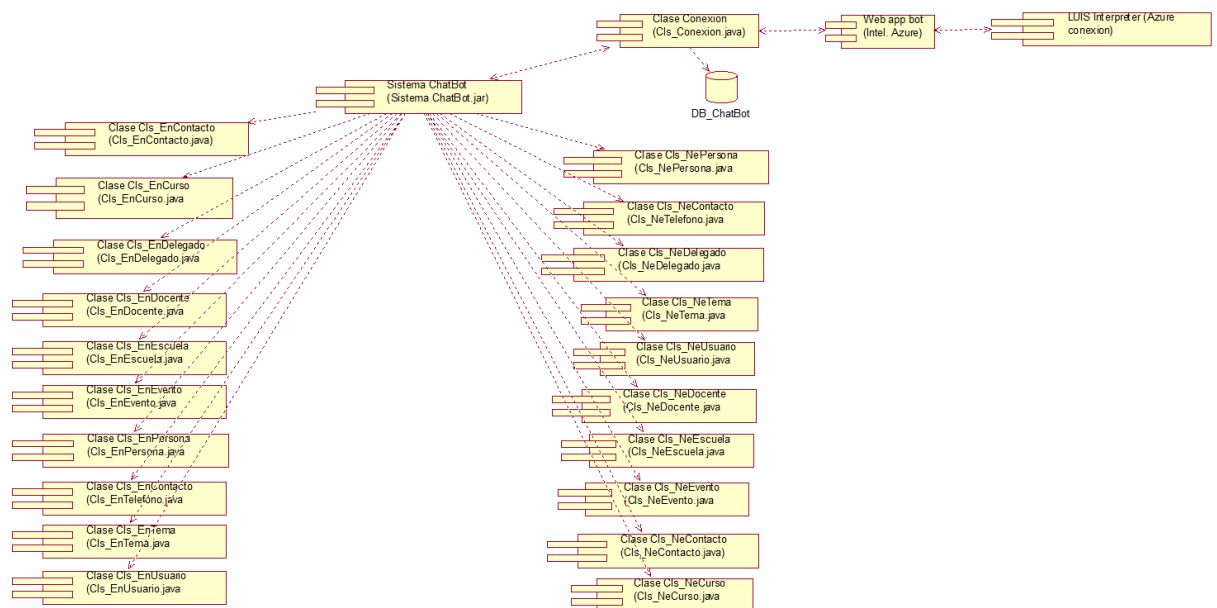 Clase Conexion
(Cls_Conexion.java)
Web app bot
(Intel. Azure)
LUIS Interpreter (Azure
conexion)
DB_ChatBot
Sistema ChatBot
(Sistema ChatBot.jar)
Clase Cls_EnContacto
(Cls_EnContacto.java)
Clase Cls_EnCurso
(Cls_EnCurso.java
Clase Cls_EnDelegado
(Cls_EnDelegado.java
Clase Cls_EnDocente
(Cls_EnDocente.java
Clase Cls_EnEscuela
(Cls_EnEscuela.java
Clase Cls_EnEvento
(Cls_EnEvento.java
Clase Cls_EnPersona
(Cls_EnPersona.java
Clase Cls_EnContacto
(Cls_EnTelefono.java
Clase Cls_EnTema
(Cls_EnTema.java
Clase Cls_EnUsuario
(Cls_EnUsuario.java
Clase Cls_NePersona
(Cls_NePersona.java
Clase Cls_NeContacto
(Cls_NeTelefono.java
Clase Cls_NeDelegado
(Cls_NeDelegado.java
Clase Cls_NeTema
(Cls_NeTema.java
Clase Cls_NeUsuario
(Cls_NeUsuario.java
Clase Cls_NeDocente
(Cls_NeDocente.java
Clase Cls_NeEscuela
(Cls_NeEscuela.java
Clase Cls_NeEvento
(Cls_NeEvento.java
Clase Cls_NeContacto
(Cls_NeContacto.java)
Clase Cls_NeCurso
(Cls_NeCurso.java